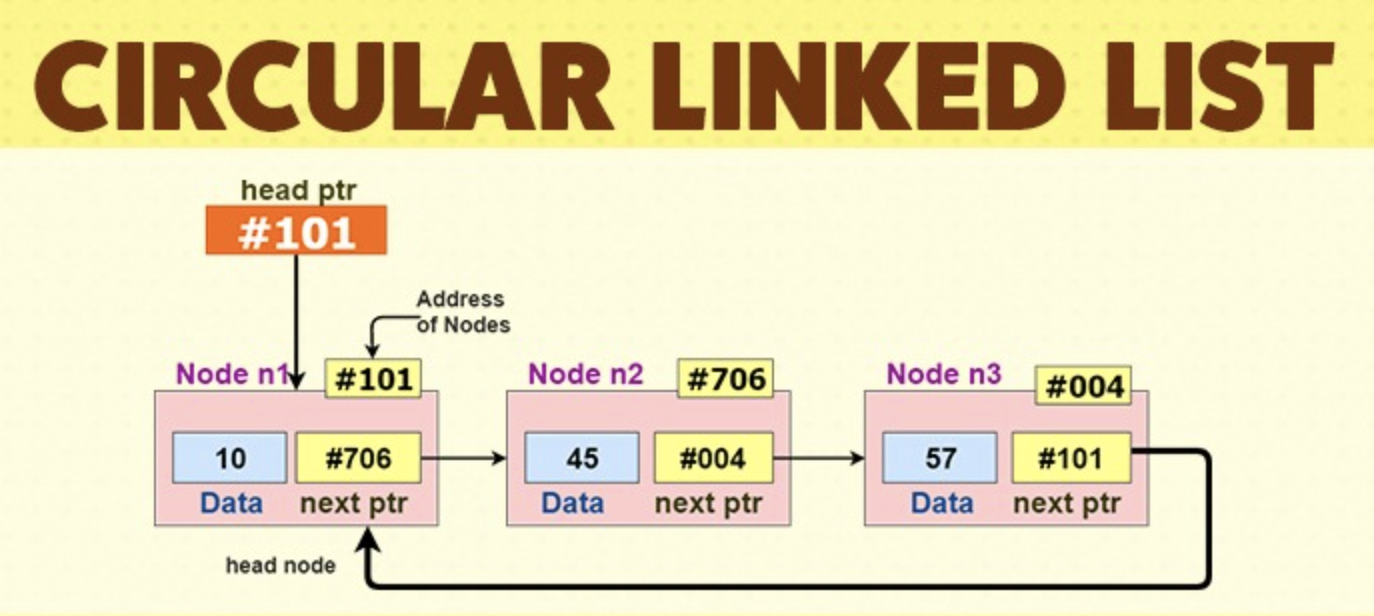 CIRCULAR LINKED LIST
head ptr
#101
Address
of Nodes
Node n1
#101
Node n2
#706
Node n3
#004
10
#706
45
#004
57
#101
Data
next ptr
Data
next ptr
Data
next ptr
head node